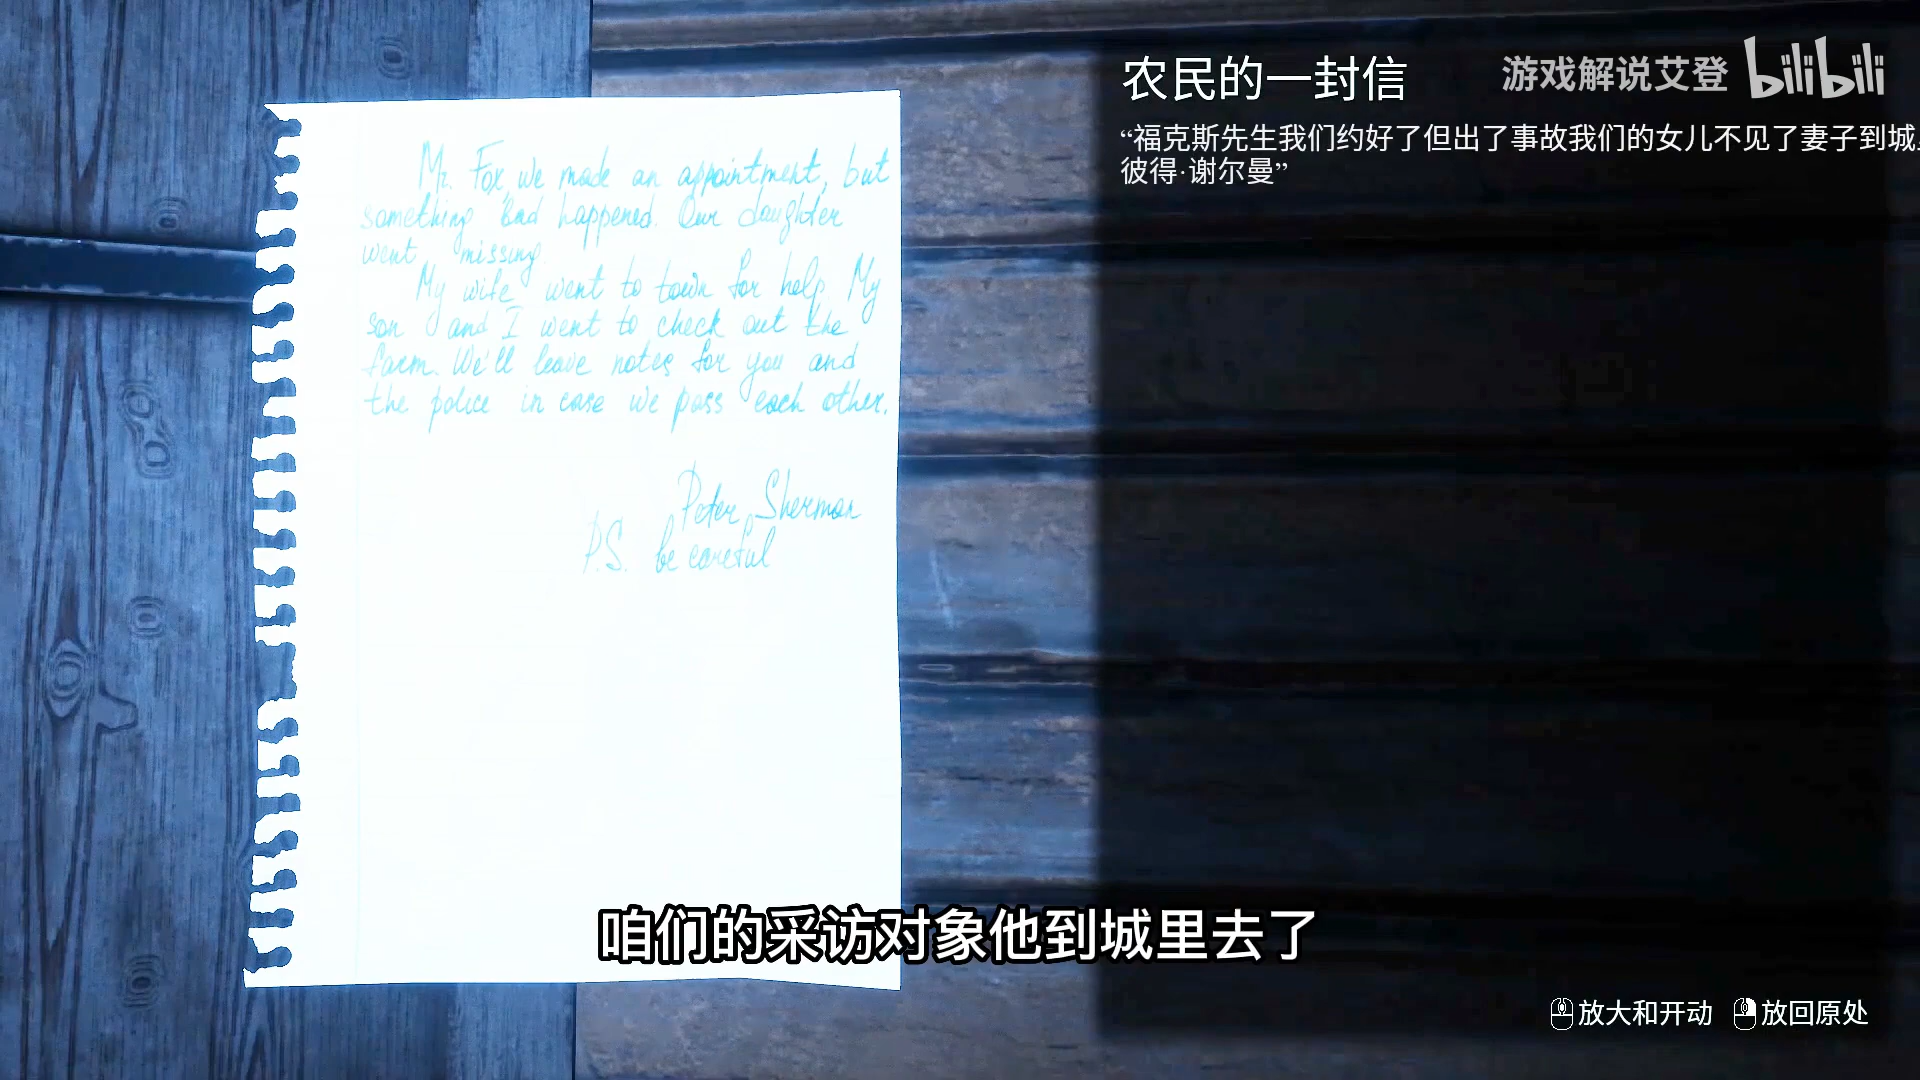 农民的一封信
游戏解说艾登 bilibili
“福克斯先生我们约好了但出了事故我们的女儿不见了妻子到城
彼得·谢尔曼”
Mr. Fox, we made an appointment, but
something bad happened. Our daughter
went missing.
My wife went to town for help. My
son and I went to check out the
farm. We'll leave notes for you and
the police in case we pass each other.
Peter Sherman
P.S. be careful
咱们的采访对象他到城里去了
放大和开动 放回原处